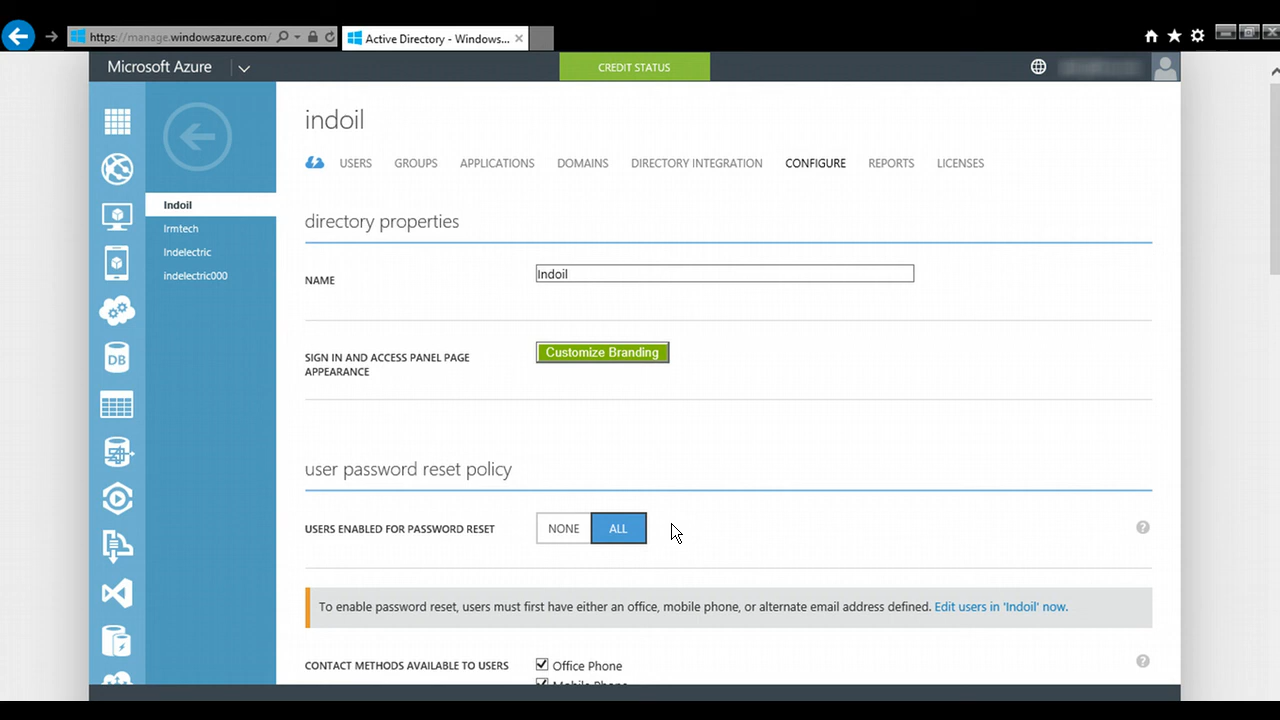 https://manage.windowsazure.com/
Active Directory - Windows...
Microsoft Azure
CREDIT STATUS
indoil
USERS GROUPS APPLICATIONS DOMAINS DIRECTORY INTEGRATION CONFIGURE REPORTS LICENSES
Indoil
Irmtech
Indelectric
indelectric000
directory properties
NAME
Indoil
SIGN IN AND ACCESS PANEL PAGE
APPEARANCE
Customize Branding
user password reset policy
USERS ENABLED FOR PASSWORD RESET
NONE ALL
?
To enable password reset, users must first have either an office, mobile phone, or alternate email address defined. Edit users in 'Indoil' now.
CONTACT METHODS AVAILABLE TO USERS
Office Phone
?
Mobile Phone
DB